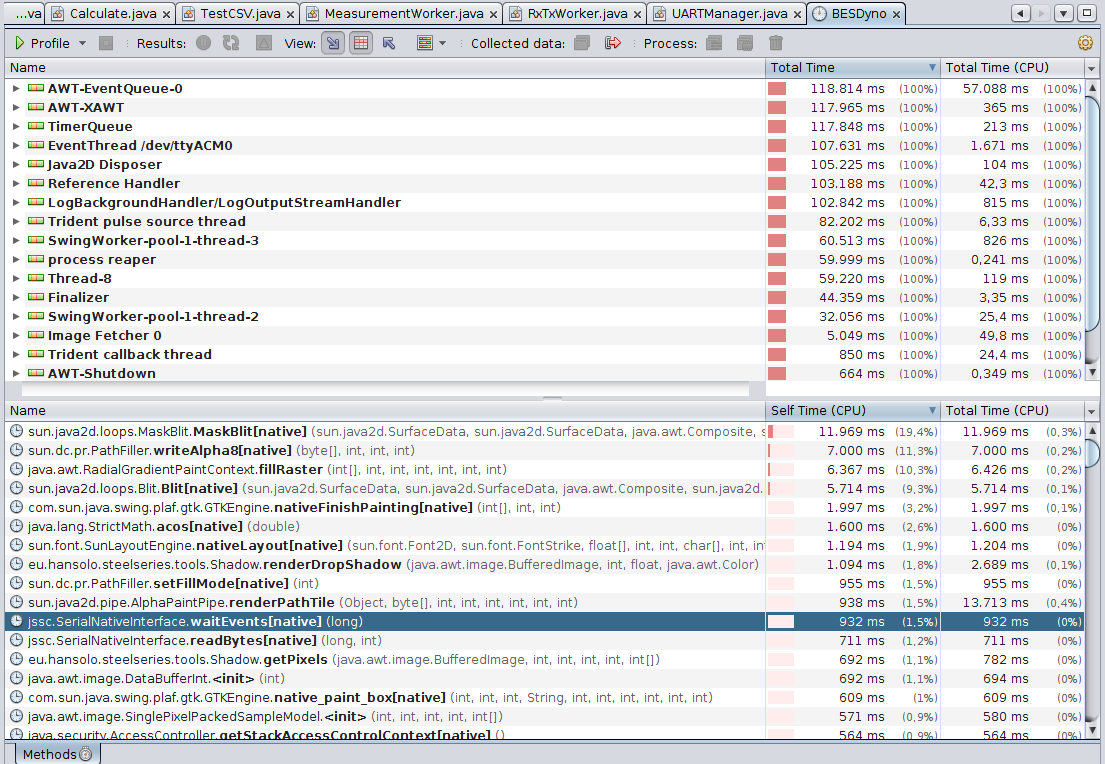 ...va Calculate.java TestCSV.java MeasurementWorker.java RxTxWorker.java UARTManager.java BESDyno
Profile Results: View: Collected data: Process:
Name Total Time Total Time (CPU)
AWT-EventQueue-0 118.814 ms (100%) 57.088 ms (100%)
AWT-XAWT 117.965 ms (100%) 365 ms (100%)
TimerQueue 117.848 ms (100%) 213 ms (100%)
EventThread /dev/ttyACM0 107.631 ms (100%) 1.671 ms (100%)
Java2D Disposer 105.225 ms (100%) 104 ms (100%)
Reference Handler 103.188 ms (100%) 42,3 ms (100%)
LogBackgroundHandler/LogOutputStreamHandler 102.842 ms (100%) 815 ms (100%)
Trident pulse source thread 82.202 ms (100%) 6,33 ms (100%)
SwingWorker-pool-1-thread-3 60.513 ms (100%) 826 ms (100%)
process reaper 59.999 ms (100%) 0,241 ms (100%)
Thread-8 59.220 ms (100%) 119 ms (100%)
Finalizer 44.359 ms (100%) 3,35 ms (100%)
SwingWorker-pool-1-thread-2 32.056 ms (100%) 25,4 ms (100%)
Image Fetcher 0 5.049 ms (100%) 49,8 ms (100%)
Trident callback thread 850 ms (100%) 24,4 ms (100%)
AWT-Shutdown 664 ms (100%) 0,349 ms (100%)
Name Self Time (CPU) Total Time (CPU)
sun.java2d.loops.MaskBlit.MaskBlit[native] (sun.java2d.SurfaceData, sun.java2d.SurfaceData, java.awt.Composite, s 11.969 ms (19,4%) 11.969 ms (0,3%)
sun.dc.pr.PathFiller.writeAlpha8[native] (byte[], int, int, int) 7.000 ms (11,3%) 7.000 ms (0,2%)
java.awt.RadialGradientPaintContext.fillRaster (int[], int, int, int, int, int, int) 6.367 ms (10,3%) 6.426 ms (0,2%)
sun.java2d.loops.Blit.Blit[native] (sun.java2d.SurfaceData, sun.java2d.SurfaceData, java.awt.Composite, sun.java2d. 5.714 ms (9,3%) 5.714 ms (0,1%)
com.sun.java.swing.plaf.gtk.GTKEngine.nativeFinishPainting[native] (int[], int, int) 1.997 ms (3,2%) 1.997 ms (0,1%)
java.lang.StrictMath.acos[native] (double) 1.600 ms (2,6%) 1.600 ms (0%)
sun.font.SunLayoutEngine.nativeLayout[native] (sun.font.Font2D, sun.font.FontStrike, float[], int, int, char[], int, int 1.194 ms (1,9%) 1.204 ms (0%)
eu.hansolo.steelseries.tools.Shadow.renderDropShadow (java.awt.image.BufferedImage, int, float, java.awt.Color) 1.094 ms (1,8%) 2.689 ms (0,1%)
sun.dc.pr.PathFiller.setFillMode[native] (int) 955 ms (1,5%) 955 ms (0%)
sun.java2d.pipe.AlphaPaintPipe.renderPathTile (Object, byte[], int, int, int, int, int, int) 938 ms (1,5%) 13.713 ms (0,4%)
jssc.SerialNativeInterface.waitEvents[native] (long) 932 ms (1,5%) 932 ms (0%)
jssc.SerialNativeInterface.readBytes[native] (long, int) 711 ms (1,2%) 711 ms (0%)
eu.hansolo.steelseries.tools.Shadow.getPixels (java.awt.image.BufferedImage, int, int, int, int, int[]) 692 ms (1,1%) 782 ms (0%)
java.awt.image.DataBufferInt.<init> (int) 692 ms (1,1%) 694 ms (0%)
com.sun.java.swing.plaf.gtk.GTKEngine.native_paint_box[native] (int, int, int, String, int, int, int, int, int, int) 609 ms (1%) 609 ms (0%)
java.awt.image.SinglePixelPackedSampleModel.<init> (int, int, int, int, int[]) 571 ms (0,9%) 580 ms (0%)
java.security.AccessController.getStackAccessControlContext[native] () 564 ms (0,9%) 564 ms (0%)
Methods